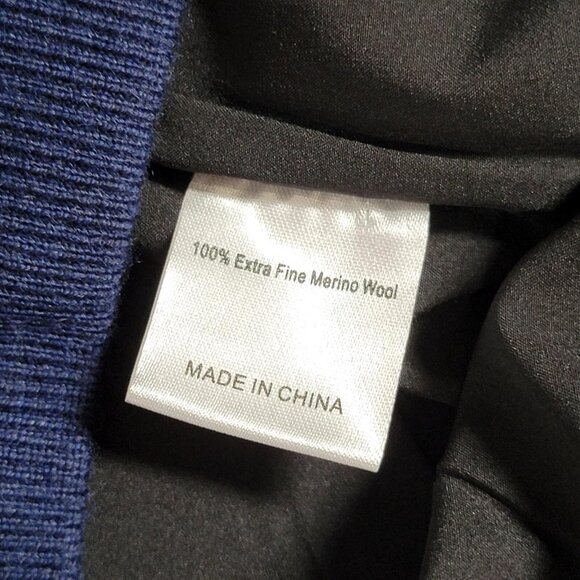 100% Extra Fine Merino Wool
MADE IN CHINA